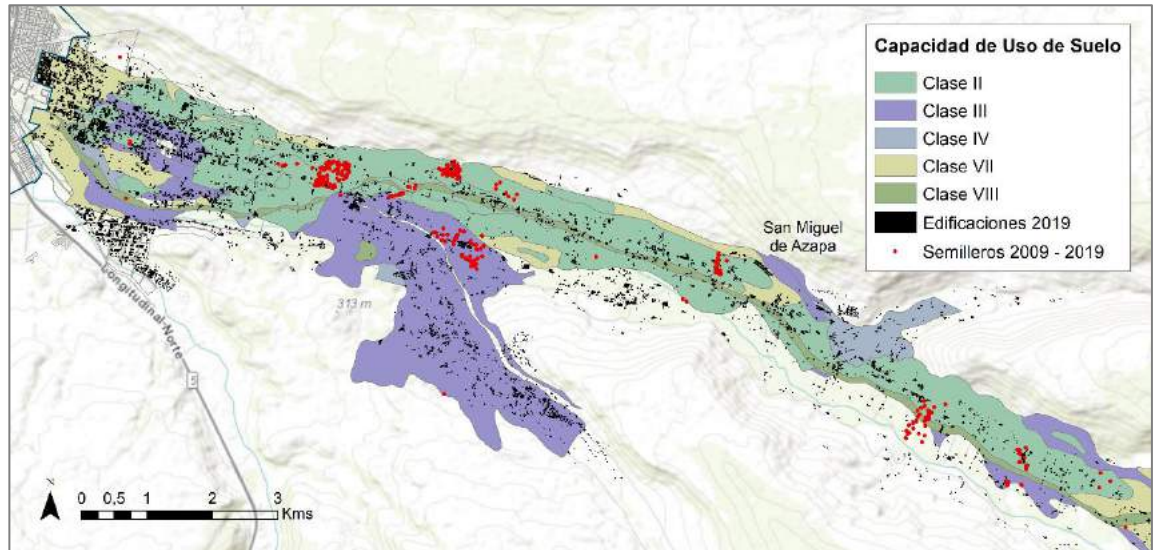 Capacidad de Uso de Suelo
Clase II
Clase III
Clase IV
Clase VII
Clase VIII
Edificaciones 2019
Semilleros 2009 - 2019
San Miguel
de Azapa
313 m
Longitudinal Norte
N
0 0,5 1 2 3
Kms